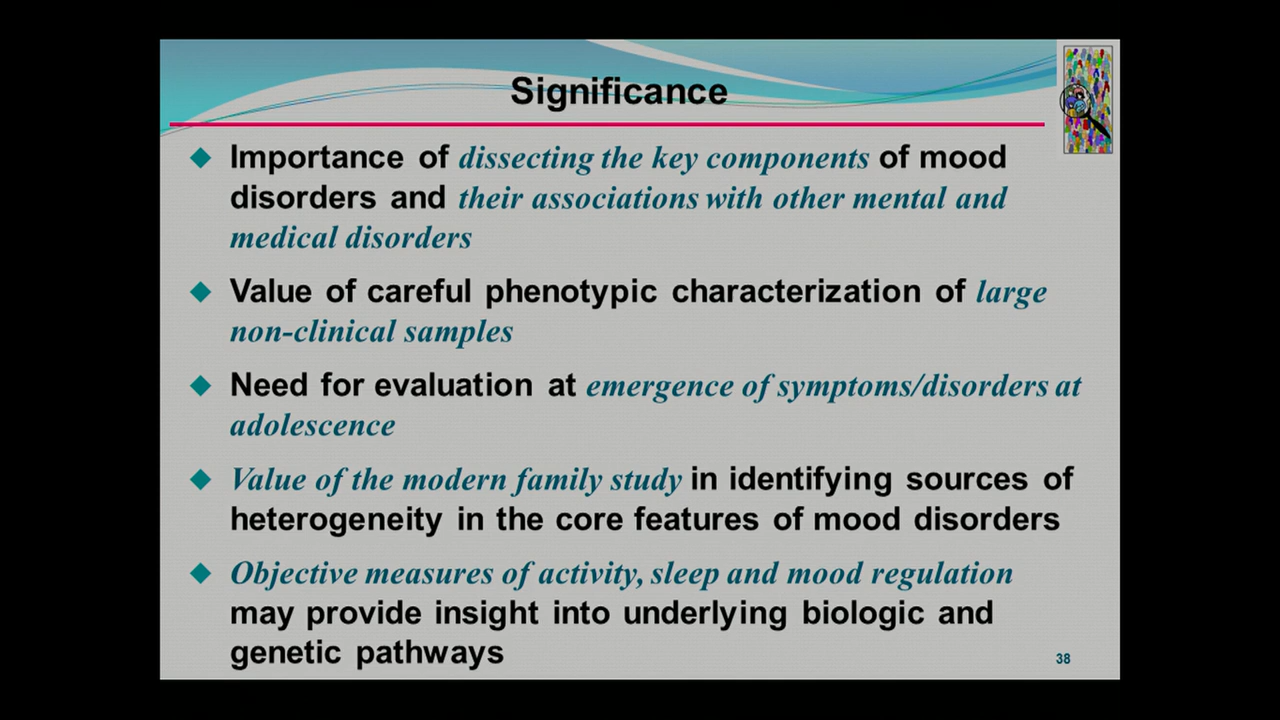 Significance
Importance of dissecting the key components of mood
disorders and their associations with other mental and
medical disorders
Value of careful phenotypic characterization of large
non-clinical samples
Need for evaluation at emergence of symptoms/disorders at
adolescence
Value of the modern family study in identifying sources of
heterogeneity in the core features of mood disorders
Objective measures of activity, sleep and mood regulation
may provide insight into underlying biologic and
genetic pathways
38